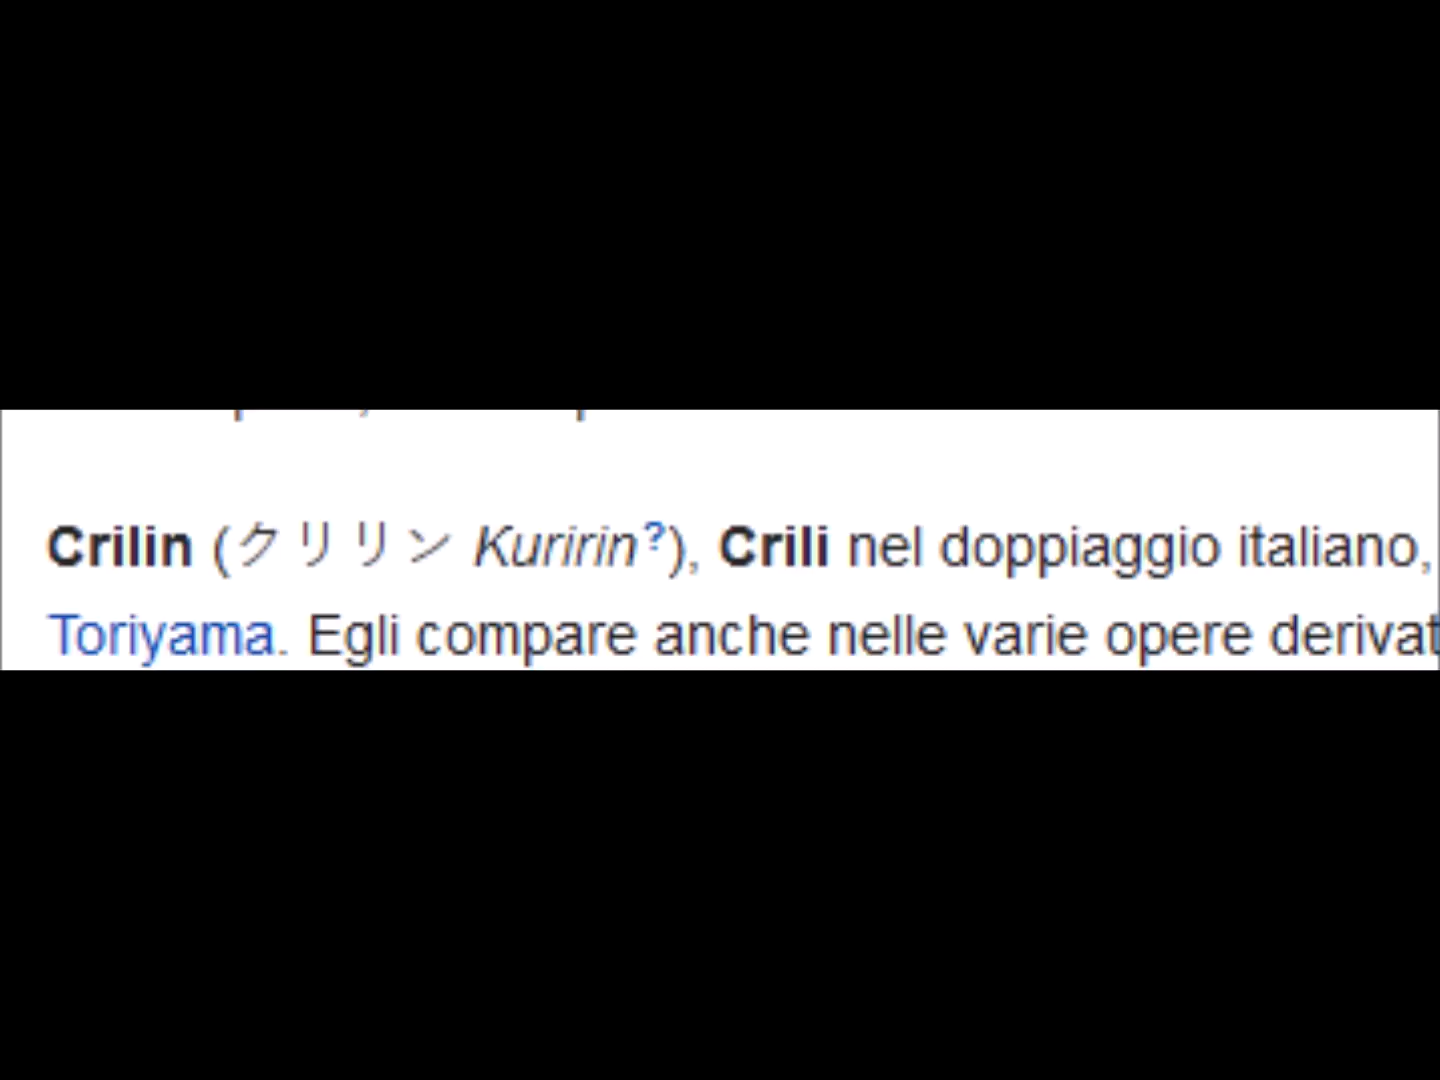 Crilin (クリリン Kuririn?), Crili nel doppiaggio italiano,
Toriyama. Egli compare anche nelle varie opere derivat